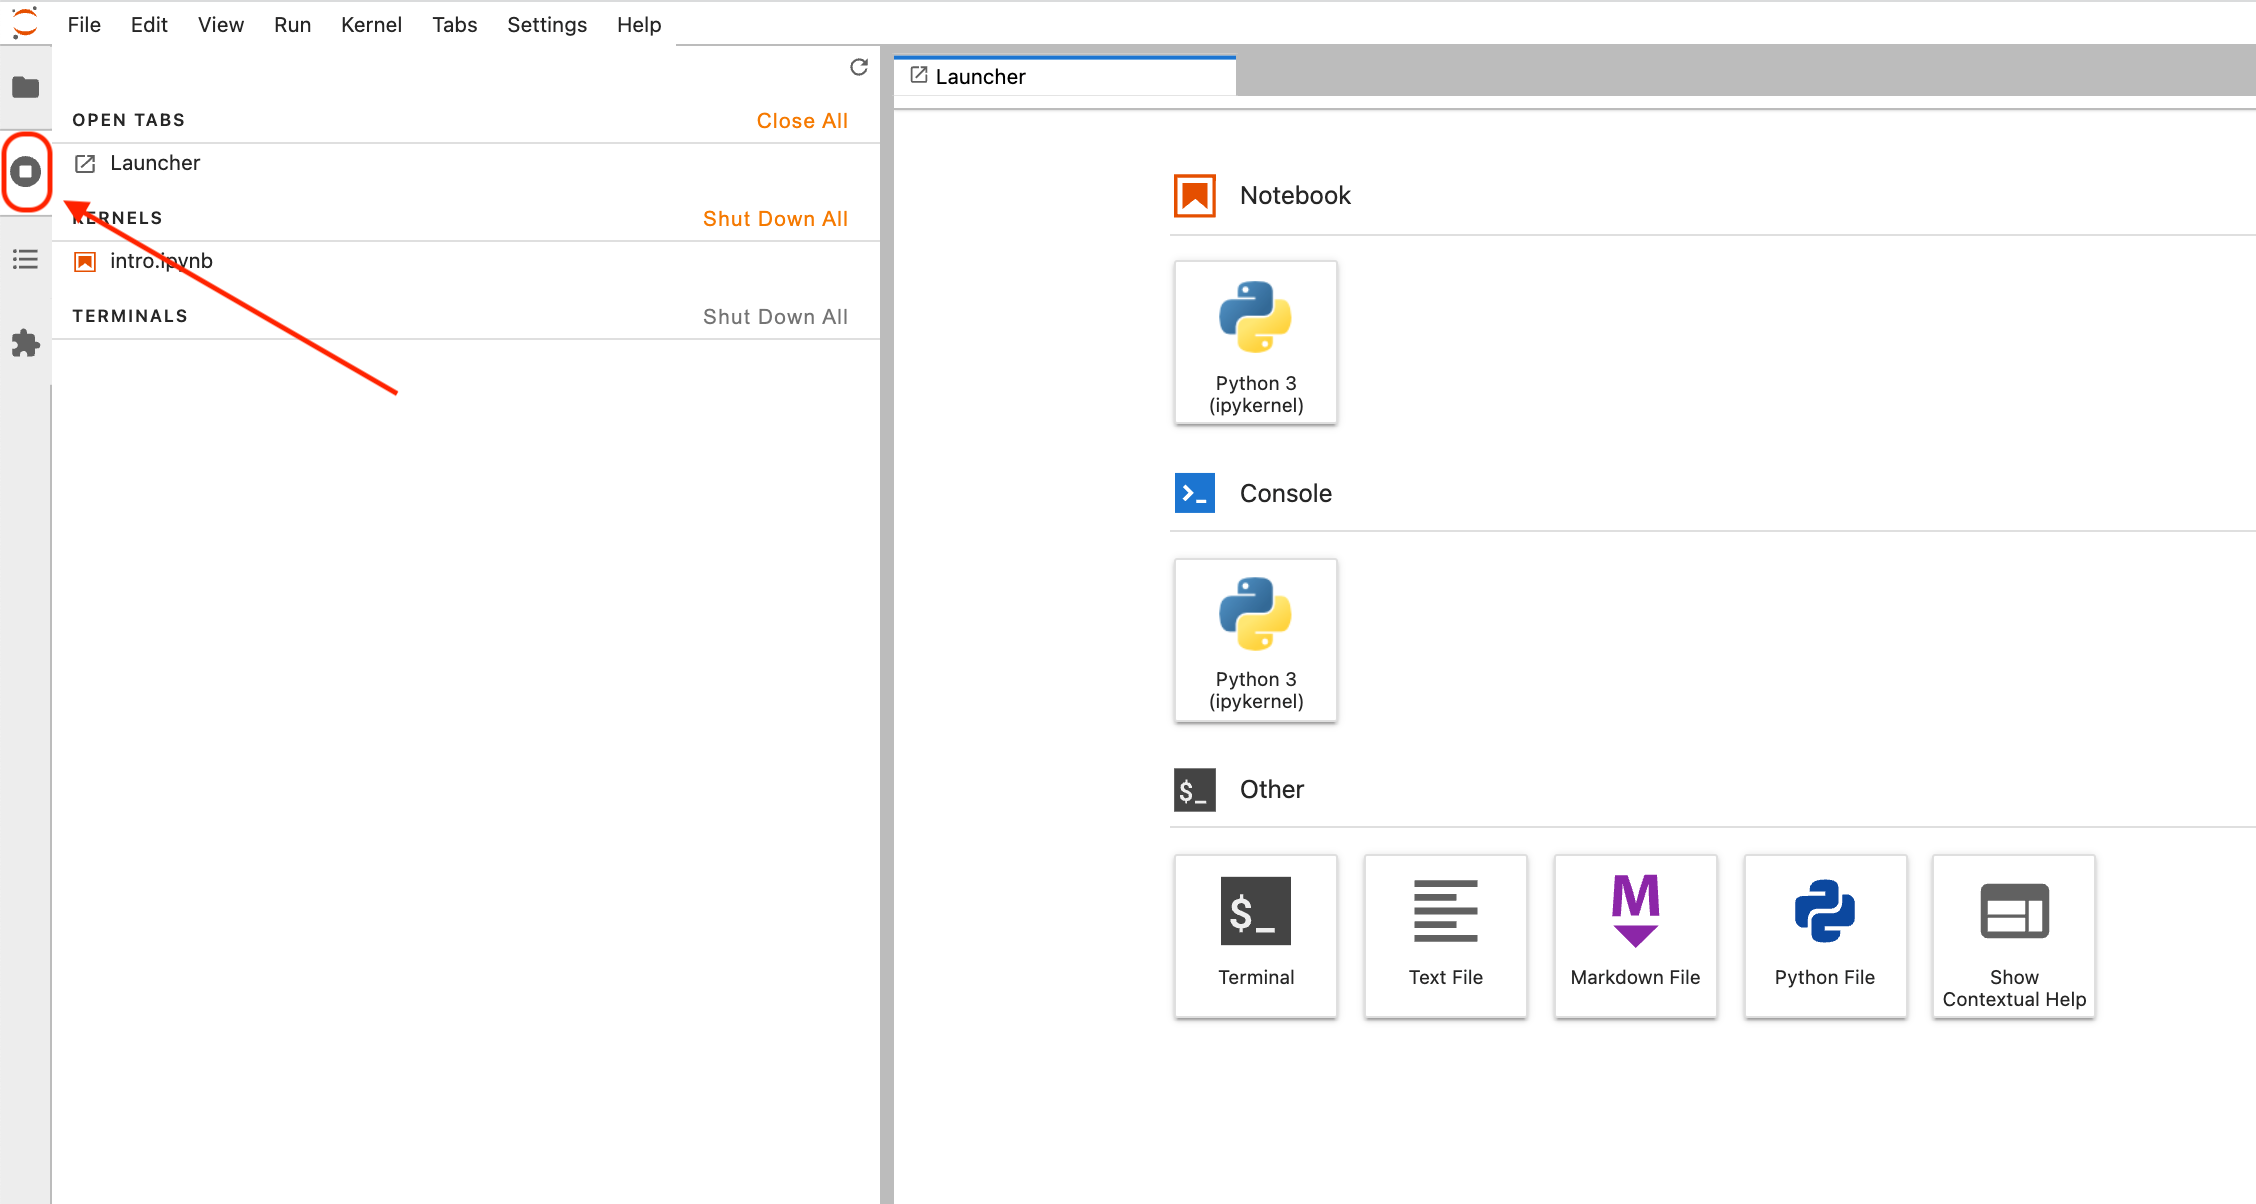 File Edit View Run Kernel Tabs Settings Help
OPEN TABS Close All
Launcher
KERNELS Shut Down All
intro.ipynb
TERMINALS Shut Down All
Launcher
Notebook
Python 3
(ipykernel)
>_ Console
Python 3
(ipykernel)
$_ Other
$_
Terminal
Text File
M
Markdown File
Python File
Show
Contextual Help